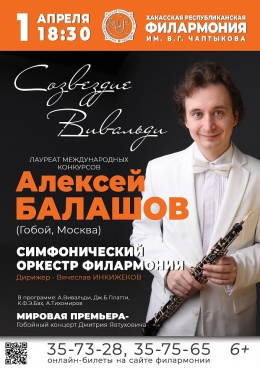 1 АПРЕЛЯ
18:30
ХАКАССКАЯ РЕСПУБЛИКАНСКАЯ
ФИЛАРМОНИЯ
ИМ. В.Г. ЧАПТЫКОВА
Созвездие
Вивальди
ЛАУРЕАТ МЕЖДУНАРОДНЫХ
КОНКУРСОВ
Алексей
БАЛАШОВ
(Гобой, Москва)
СИМФОНИЧЕСКИЙ
ОРКЕСТР ФИЛАРМОНИИ
Дирижер - Вячеслав ИНКИЖЕКОВ
В программе: А.Вивальди, Дж.Б.Платти,
К.Ф.Э.Бах, А.Тихомиров
МИРОВАЯ ПРЕМЬЕРА-
Гобойный концерт Дмитрия Явтуховича
35-73-28, 35-75-65 6+
онлайн-билеты на сайте филармонии